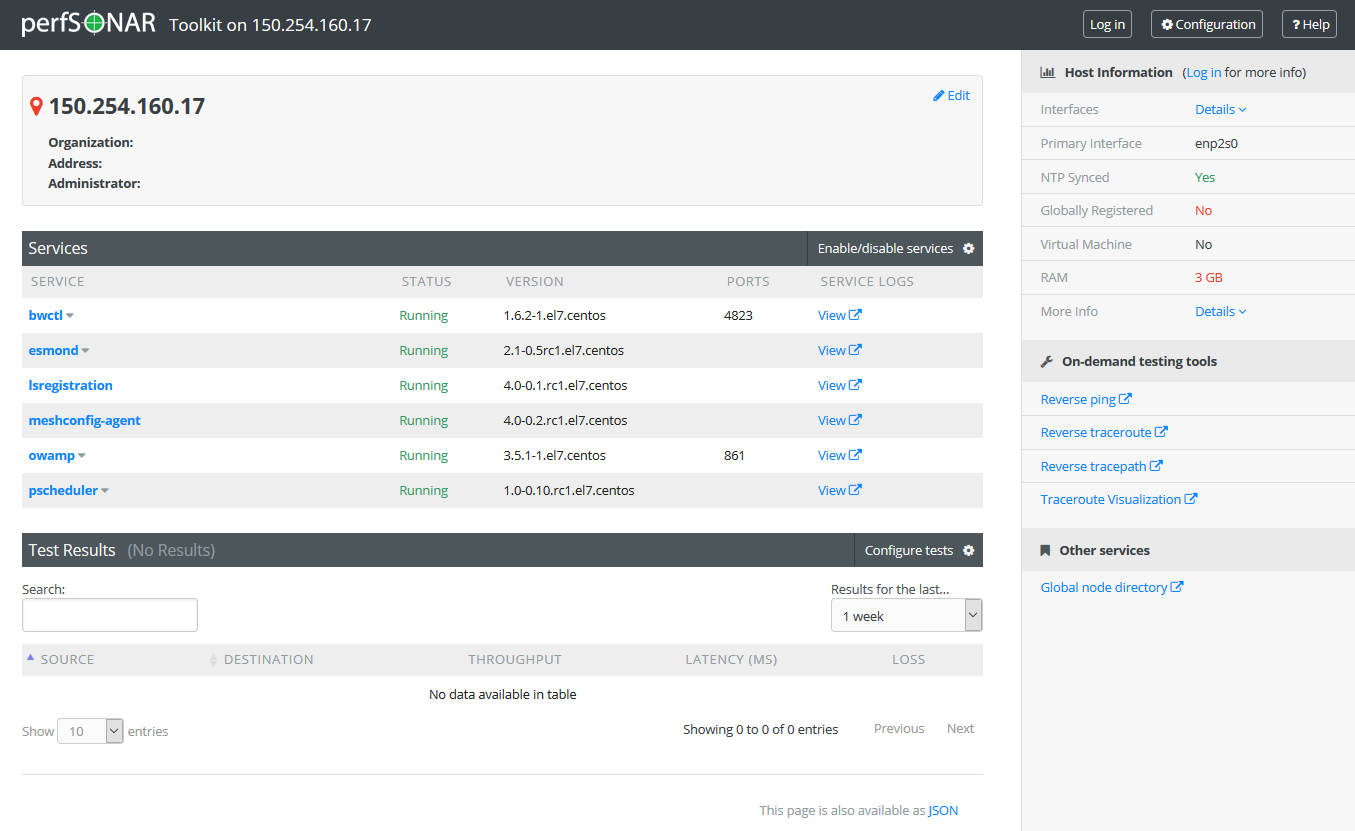 perfSONAR Toolkit on 150.254.160.17 Log in Configuration ? Help
150.254.160.17 Edit
Organization:
Address:
Administrator:
Services Enable/disable services
SERVICE STATUS VERSION PORTS SERVICE LOGS
bwctl Running 1.6.2-1.el7.centos 4823 View
esmond Running 2.1-0.5rc1.el7.centos View
lsregistration Running 4.0-0.1.rc1.el7.centos View
meshconfig-agent Running 4.0-0.2.rc1.el7.centos View
owamp Running 3.5.1-1.el7.centos 861 View
pscheduler Running 1.0-0.10.rc1.el7.centos View
Test Results (No Results) Configure tests
Search: Results for the last...
1 week
SOURCE DESTINATION THROUGHPUT LATENCY (MS) LOSS
No data available in table
Show 10 entries Showing 0 to 0 of 0 entries Previous Next
This page is also available as JSON
Host Information (Log in for more info)
Interfaces Details
Primary Interface enp2s0
NTP Synced Yes
Globally Registered No
Virtual Machine No
RAM 3 GB
More Info Details
On-demand testing tools
Reverse ping
Reverse traceroute
Reverse tracepath
Traceroute Visualization
Other services
Global node directory